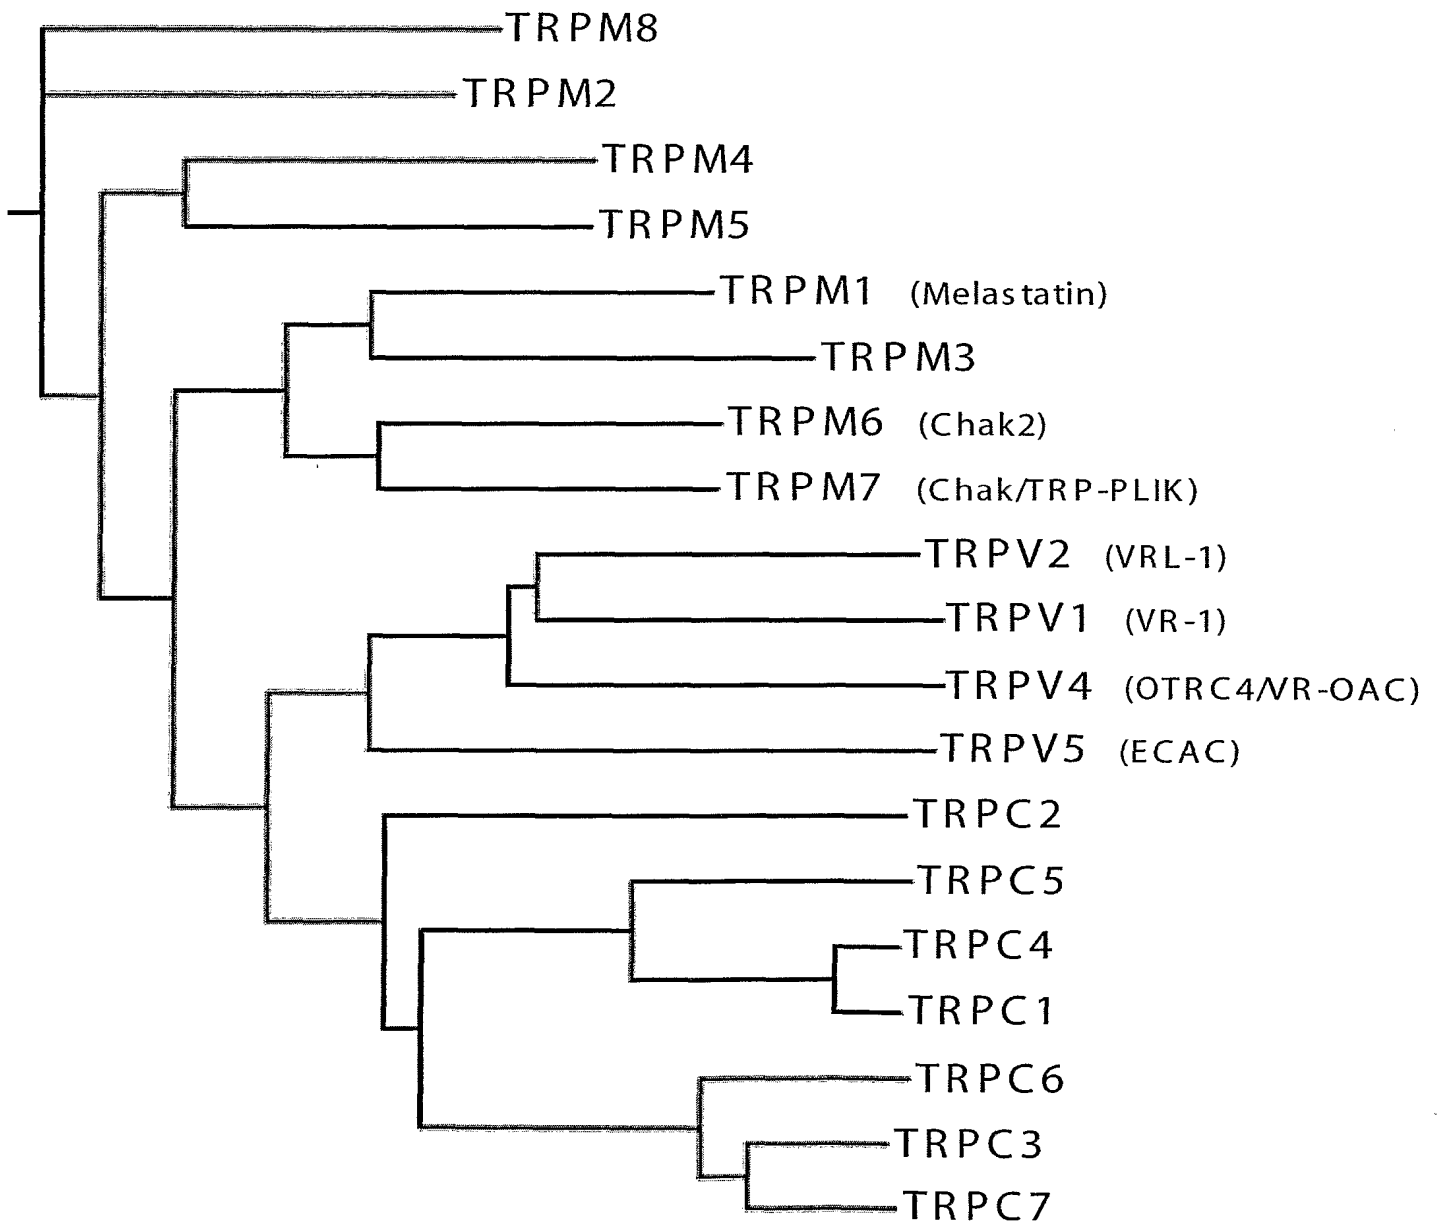 TRPM8
TRPM2
TRPM4
TRPM5
TRPM1 (Melastatin)
TRPM3
TRPM6 (Chak2)
TRPM7 (Chak/TRP-PLIK)
TRPV2 (VRL-1)
TRPV1 (VR-1)
TRPV4 (OTRC4/VR-OAC)
TRPV5 (ECAC)
TRPC2
TRPC5
TRPC4
TRPC1
TRPC6
TRPC3
TRPC7